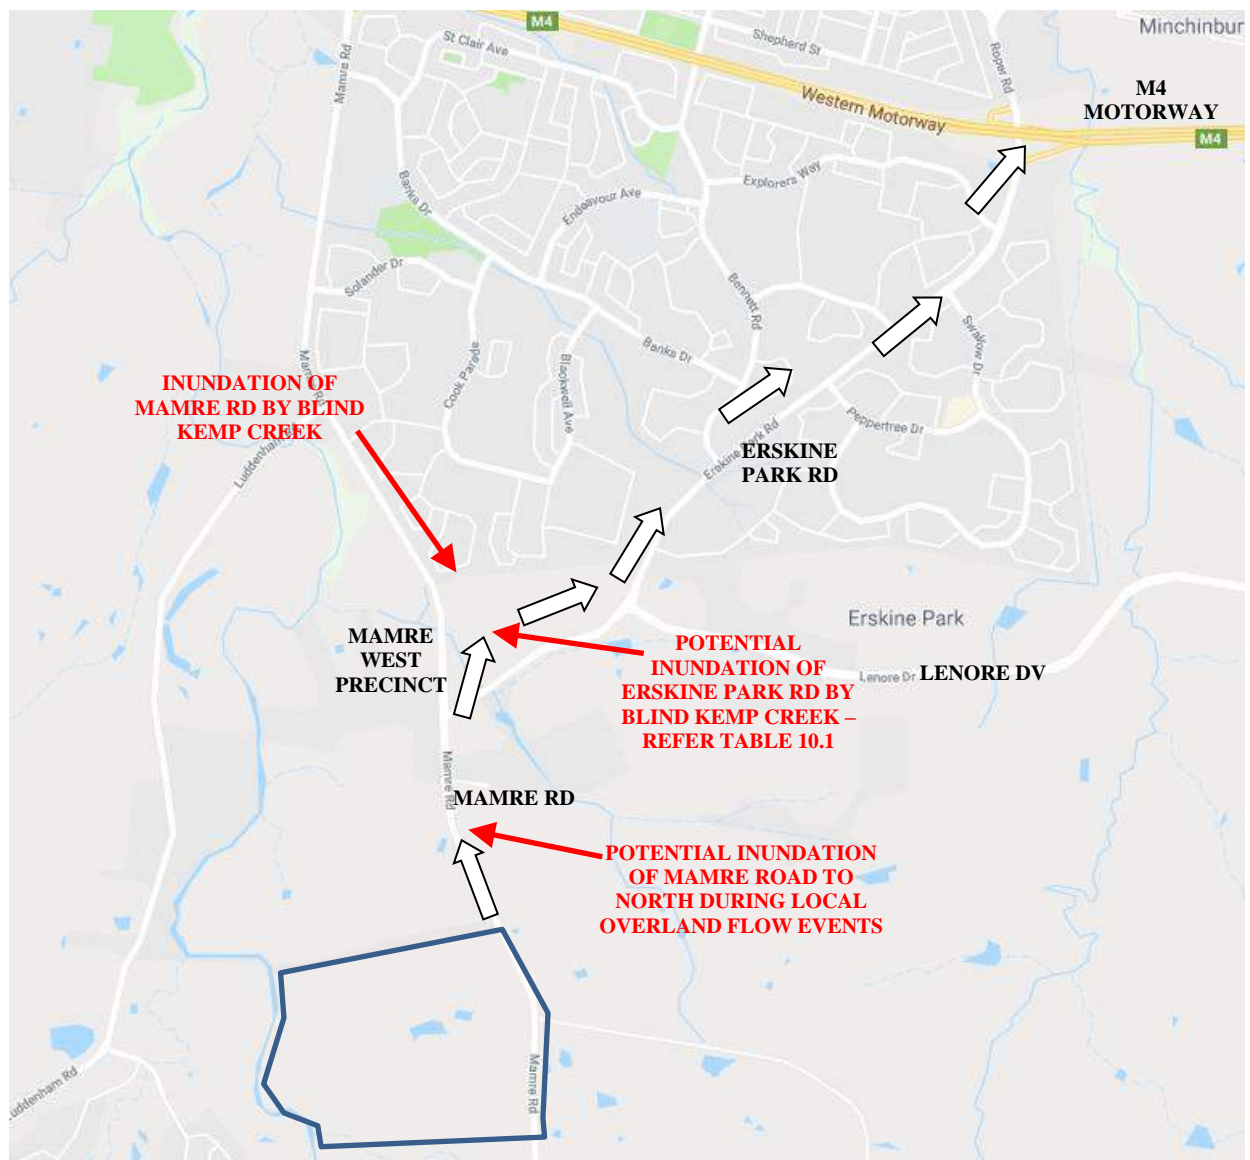 M4
Minchinbur
St Clair Ave
Shepherd St
Roper Rd
Mamre Rd
M4
MOTORWAY
Western Motorway
M4
Explorers Way
Banks Dr
Endeavour Ave
Solander Dr
Bennett Rd
Swallow Dr
Banks Dr
Mamre Rd
Cook Parade
Blackwell Ave
INUNDATION OF
MAMRE RD BY BLIND
KEMP CREEK
Peppertree Dr
Erskine Park Rd
Luddenham Rd
ERSKINE
PARK RD
Erskine Park
MAMRE
WEST
PRECINCT
POTENTIAL
INUNDATION OF
ERSKINE PARK RD BY
BLIND KEMP CREEK –
REFER TABLE 10.1
Lenore Dr
LENORE DV
Mamre Rd
MAMRE RD
POTENTIAL INUNDATION
OF MAMRE ROAD TO
NORTH DURING LOCAL
OVERLAND FLOW EVENTS
Luddenham Rd
Mamre Rd